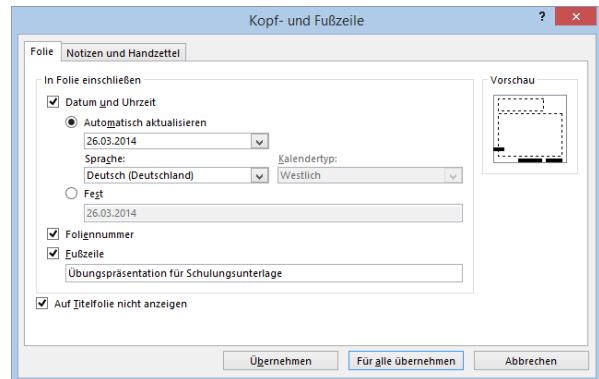 Kopf- und Fußzeile
?
Folie Notizen und Handzettel
In Folie einschließen
Vorschau
Datum und Uhrzeit
Automatisch aktualisieren
26.03.2014
Sprache: Kalendertyp:
Deutsch (Deutschland) Westlich
Fest
26.03.2014
Foliennummer
Fußzeile
Übungspräsentation für Schulungsunterlage
Auf Titelfolie nicht anzeigen
Übernehmen Für alle übernehmen Abbrechen